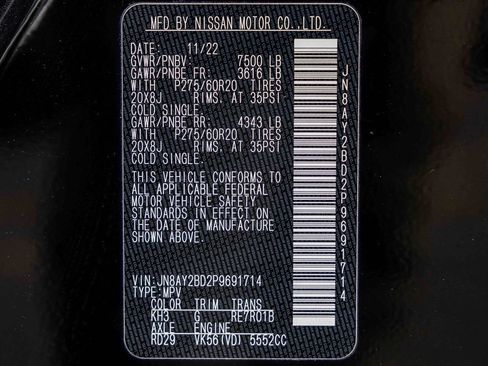 MFD BY NISSAN MOTOR CO.,LTD.
DATE: 11/22
GVWR/PNBV: 7500 LB
GAWR/PNBE FR: 3616 LB
WITH P275/60R20 TIRES
20X8J RIMS. AT 35PSI
COLD SINGLE.
GAWR/PNBE RR: 4343 LB
WITH P275/60R20 TIRES
20X8J RIMS. AT 35PSI
COLD SINGLE.
THIS VEHICLE CONFORMS TO
ALL APPLICABLE FEDERAL
MOTOR VEHICLE SAFETY
STANDARDS IN EFFECT ON
THE DATE OF MANUFACTURE
SHOWN ABOVE.
VIN: JN8AY2BD2P9691714
TYPE: MPV
COLOR TRIM TRANS
KH3 G RE7R01B
AXLE ENGINE
RD29 VK56(VD) 5552CC
JN8AY2BD2P9691714